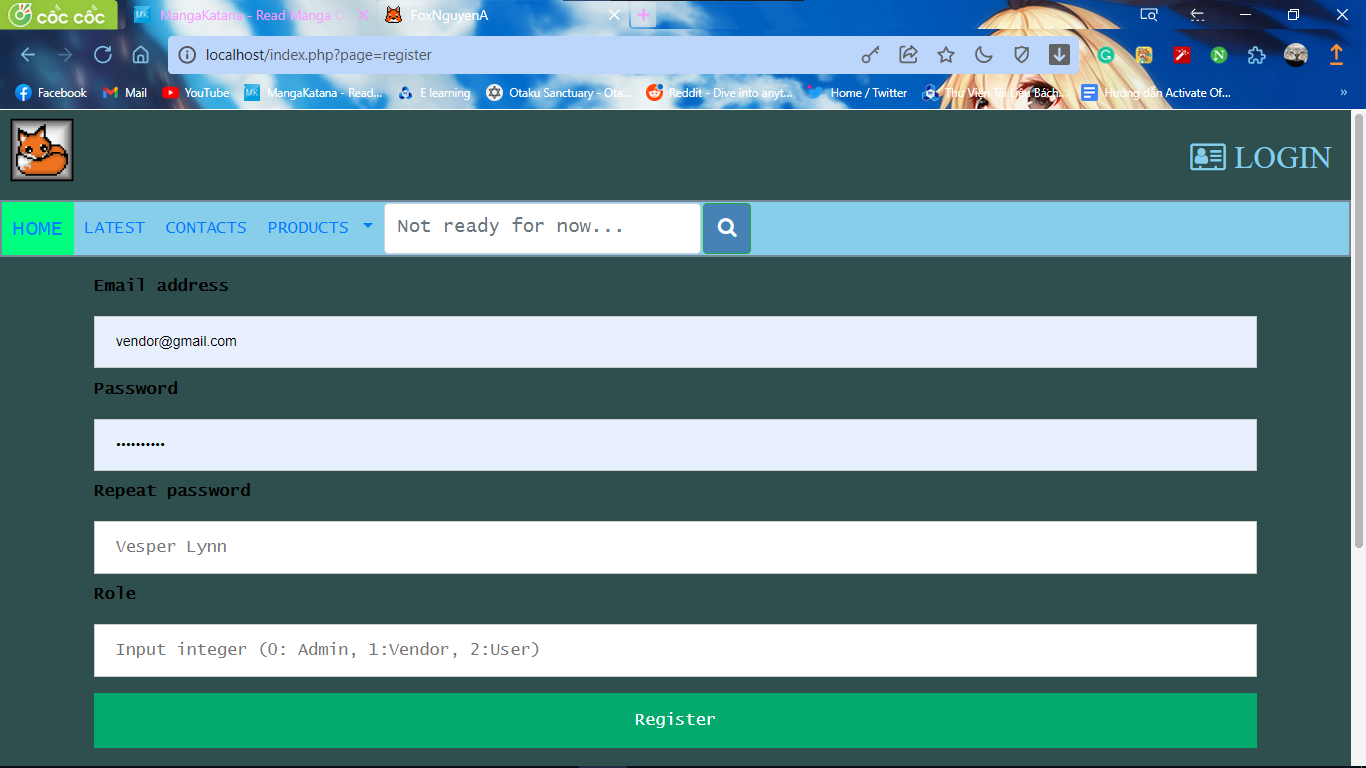 cốc cốc
MangaKatana - Read Manga O
FoxNguyenA
localhost/index.php?page=register
Facebook
Mail
YouTube
MangaKatana - Read...
E learning
Otaku Sanctuary - Ota...
Reddit - Dive into anyt...
Home / Twitter
Thư Viện Tài Liệu Bách...
Hướng dẫn Activate Of...
»
LOGIN
HOME
LATEST
CONTACTS
PRODUCTS
Not ready for now...
Email address
vendor@gmail.com
Password
••••••••••
Repeat password
Vesper Lynn
Role
Input integer (0: Admin, 1:Vendor, 2:User)
Register